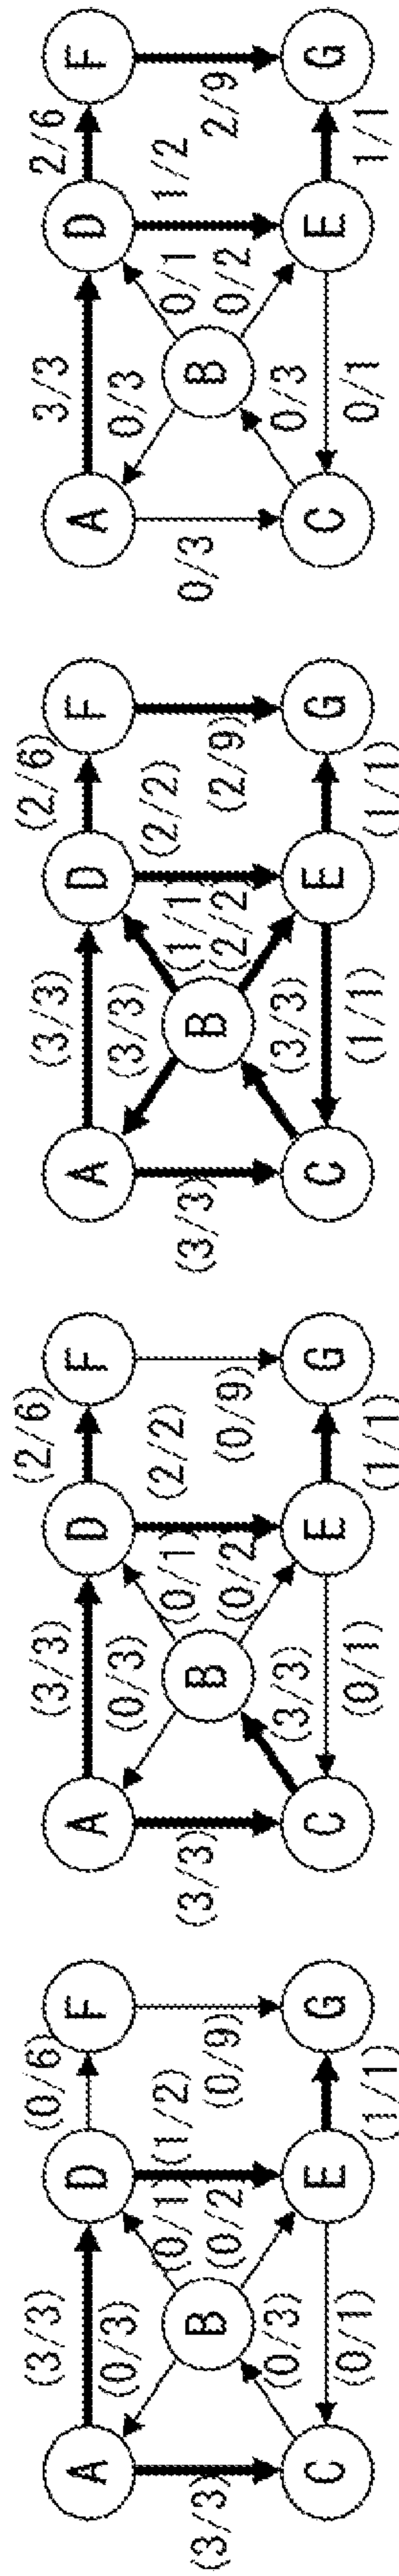 (3/3)
(0/6)
A
D
F
(0/3)
(0/1)
(1/2)
(3/3)
B
(0/2
(0/9)
(0/3)
C
E
G
(0/1)
(1/1)
(3/3)
(2/6)
A
D
F
(0/3)
(0/1)
(2/2)
(3/3)
B
(0/2
(0/9)
(3/3)
C
E
G
(0/1)
(1/1)
(3/3)
(2/6)
A
D
F
(3/3)
(1/1
(2/2)
(3/3)
B
(2/2
(2/9)
(3/3)
C
E
G
(1/1)
(1/1)
3/3
2/6
A
D
F
0/3
0/1
1/2
0/3
B
0/2
2/9
0/3
C
E
G
0/1
1/1